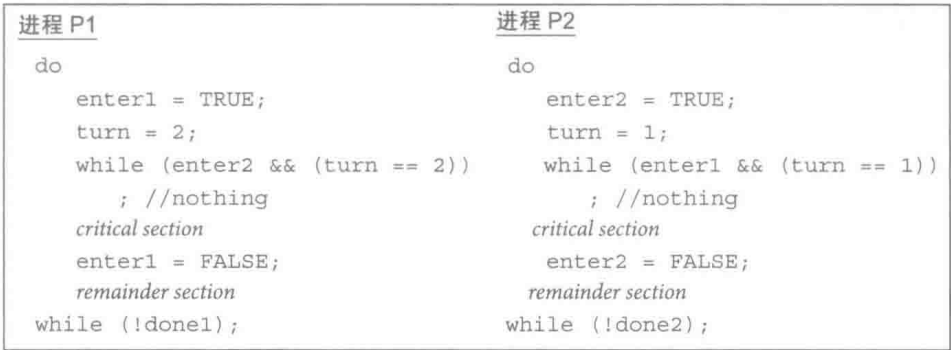 进程 P1
do
enter1 = TRUE;
turn = 2;
while (enter2 && (turn == 2))
; //nothing
critical section
enter1 = FALSE;
remainder section
while (!done1);
进程 P2
do
enter2 = TRUE;
turn = 1;
while (enter1 && (turn == 1))
; //nothing
critical section
enter2 = FALSE;
remainder section
while (!done2);